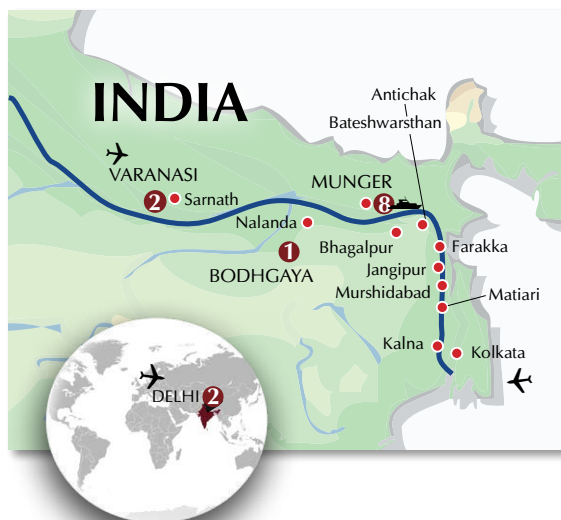 INDIA
Antichak
Bateshwarsthan
VARANASI
2
Sarnath
MUNGER
8
Nalanda
Bhagalpur
Farakka
1
BODHGAYA
Jangipur
Murshidabad
Matiari
Kalna
Kolkata
DELHI 2